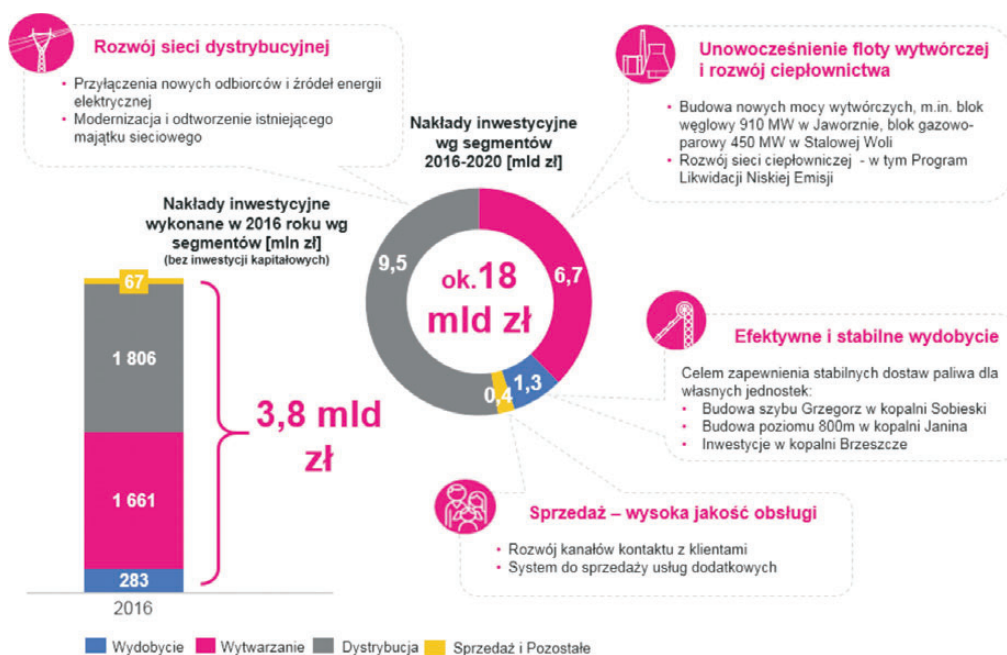 Rozwój sieci dystrybucyjnej
• Przyłączenia nowych odbiorców i źródeł energii
elektrycznej
• Modernizacja i odtworzenie istniejącego
majątku sieciowego
Unowocześnienie floty wytwórczej
i rozwój ciepłownictwa
• Budowa nowych mocy wytwórczych, m.in. blok
węglowy 910 MW w Jaworznie, blok gazowo-
parowy 450 MW w Stalowej Woli
• Rozwój sieci ciepłowniczej - w tym Program
Likwidacji Niskiej Emisji
Nakłady inwestycyjne
wg segmentów
2016-2020 [mld zł]
9,5
6,7
1,3
0,4
ok.18
mld zł
Nakłady inwestycyjne
wykonane w 2016 roku wg
segmentów [mln zł]
(bez inwestycji kapitałowych)
67
1 806
1 661
283
2016
3,8 mld
zł
Efektywne i stabilne wydobycie
Celem zapewnienia stabilnych dostaw paliwa dla
własnych jednostek:
• Budowa szybu Grzegorz w kopalni Sobieski
• Budowa poziomu 800m w kopalni Janina
• Inwestycje w kopalni Brzeszcze
Sprzedaż – wysoka jakość obsługi
• Rozwój kanałów kontaktu z klientami
• System do sprzedaży usług dodatkowych
Wydobycie Wytwarzanie Dystrybucja Sprzedaż i Pozostałe